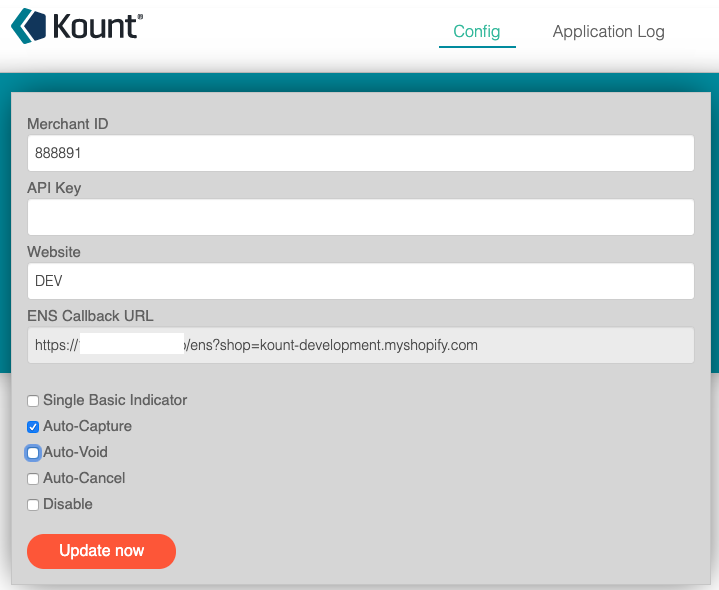 Kount®
Config
Application Log
Merchant ID
888891
API Key
Website
DEV
ENS Callback URL
https:// /ens?shop=kount-development.myshopify.com
Single Basic Indicator
Auto-Capture
Auto-Void
Auto-Cancel
Disable
Update now